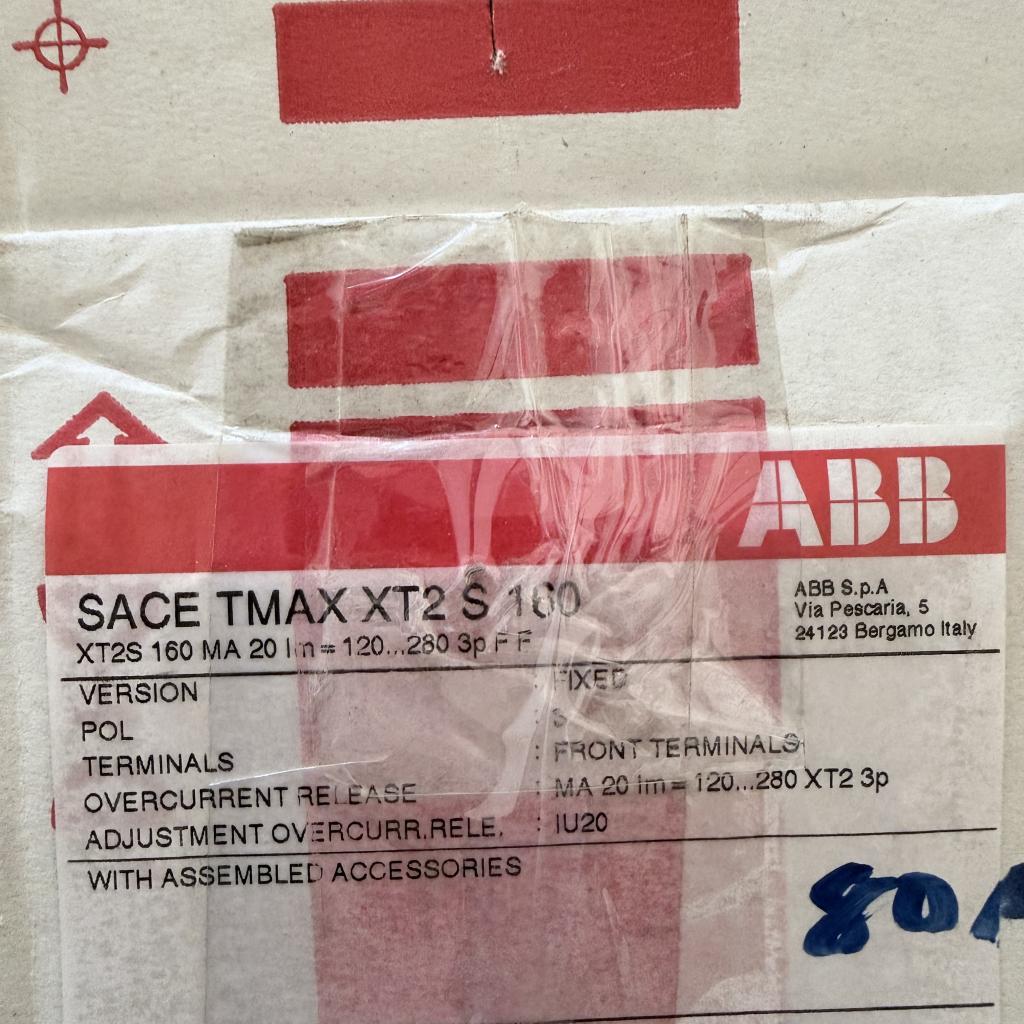 ABB
SACE TMAX XT2 S 160
XT2S 160 MA 20 Im=120...280 3p F F
ABB S.p.A
Via Pescaria, 5
24123 Bergamo Italy
VERSION : FIXED
POL : 3
TERMINALS : FRONT TERMINALS
OVERCURRENT RELEASE : MA 20 Im=120...280 XT2 3p
ADJUSTMENT OVERCURR.RELE. : IU20
WITH ASSEMBLED ACCESSORIES
80